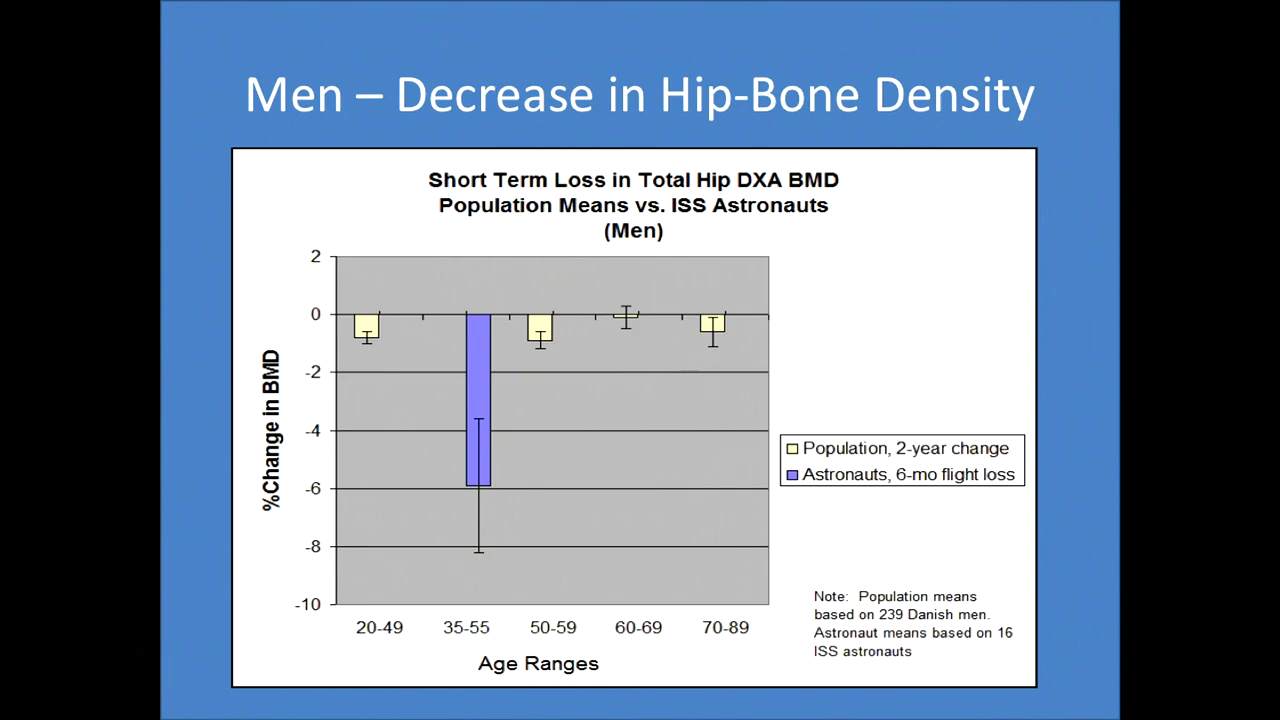 Men – Decrease in Hip-Bone Density
Short Term Loss in Total Hip DXA BMD
Population Means vs. ISS Astronauts
(Men)
%Change in BMD
2
0
-2
-4
-6
-8
-10
20-49 35-55 50-59 60-69 70-89
Age Ranges
Population, 2-year change
Astronauts, 6-mo flight loss
Note: Population means
based on 239 Danish men.
Astronaut means based on 16
ISS astronauts